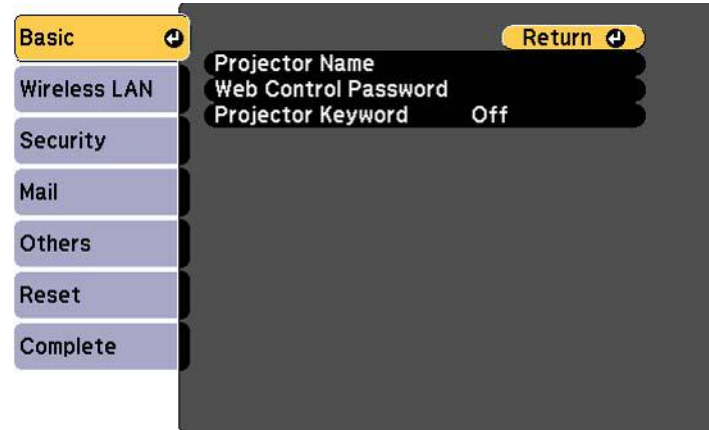 Basic
Wireless LAN
Security
Mail
Others
Reset
Complete
Return
Projector Name
Web Control Password
Projector Keyword Off